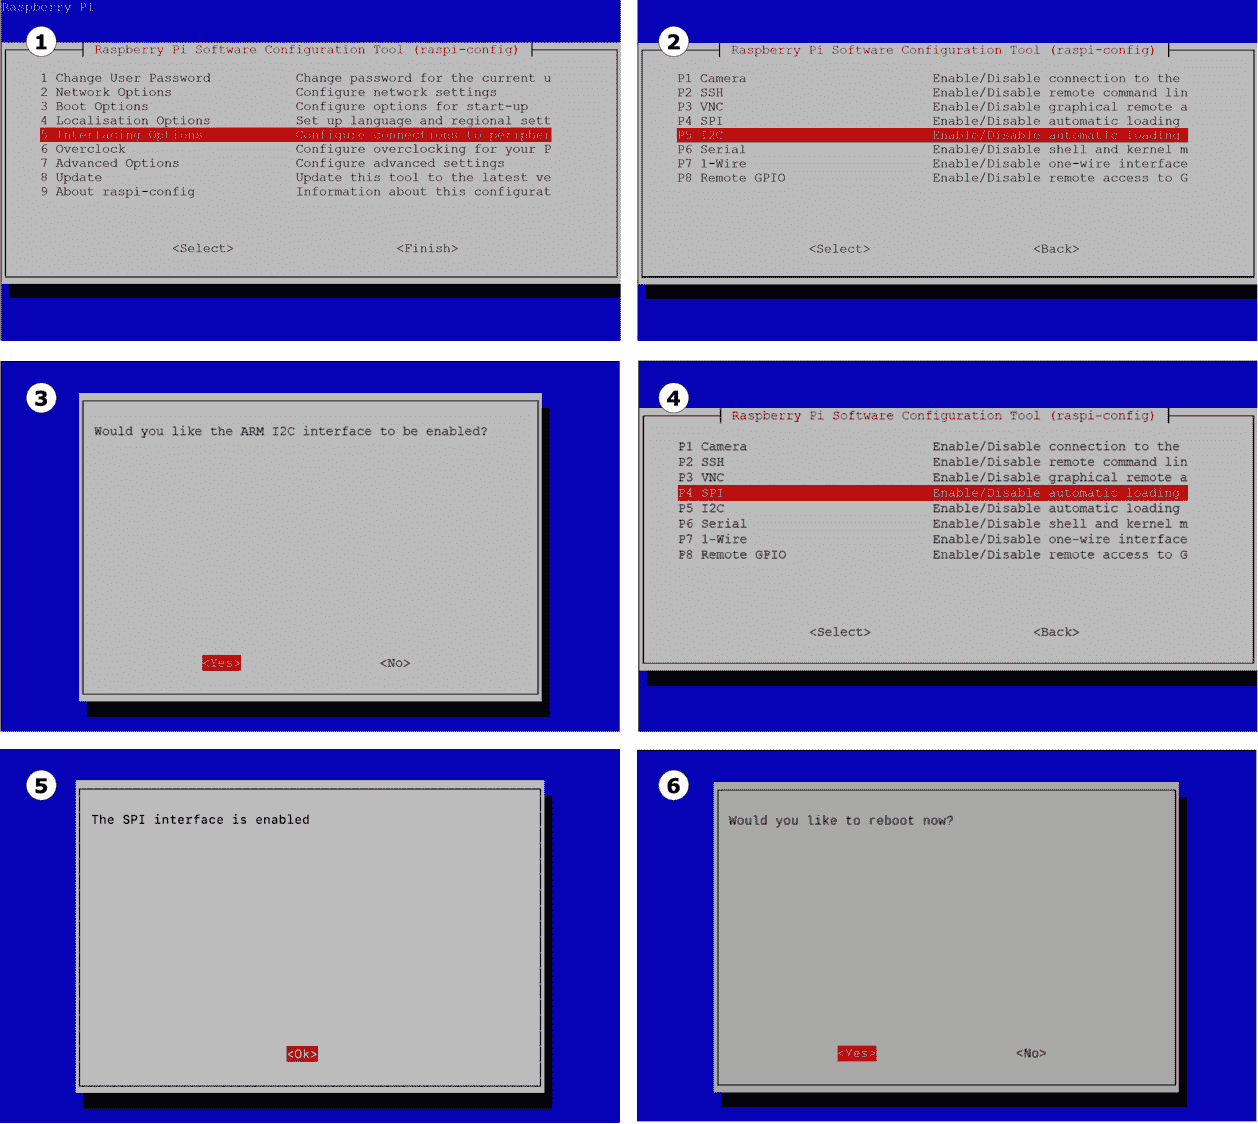 Raspberry Pi
1
Raspberry Pi Software Configuration Tool (raspi-config)
1 Change User Password Change password for the current u
2 Network Options Configure network settings
3 Boot Options Configure options for start-up
4 Localisation Options Set up language and regional sett
5 Interfacing Options Configure connections to peripher
6 Overclock Configure overclocking for your P
7 Advanced Options Configure advanced settings
8 Update Update this tool to the latest ve
9 About raspi-config Information about this configurat
<Select> <Finish>
2
Raspberry Pi Software Configuration Tool (raspi-config)
P1 Camera Enable/Disable connection to the
P2 SSH Enable/Disable remote command lin
P3 VNC Enable/Disable graphical remote a
P4 SPI Enable/Disable automatic loading
P5 I2C Enable/Disable automatic loading
P6 Serial Enable/Disable shell and kernel m
P7 1-Wire Enable/Disable one-wire interface
P8 Remote GPIO Enable/Disable remote access to G
<Select> <Back>
3
Would you like the ARM I2C interface to be enabled?
<Yes> <No>
4
Raspberry Pi Software Configuration Tool (raspi-config)
P1 Camera Enable/Disable connection to the
P2 SSH Enable/Disable remote command lin
P3 VNC Enable/Disable graphical remote a
P4 SPI Enable/Disable automatic loading
P5 I2C Enable/Disable automatic loading
P6 Serial Enable/Disable shell and kernel m
P7 1-Wire Enable/Disable one-wire interface
P8 Remote GPIO Enable/Disable remote access to G
<Select> <Back>
5
The SPI interface is enabled
<Ok>
6
Would you like to reboot now?
<Yes> <No>